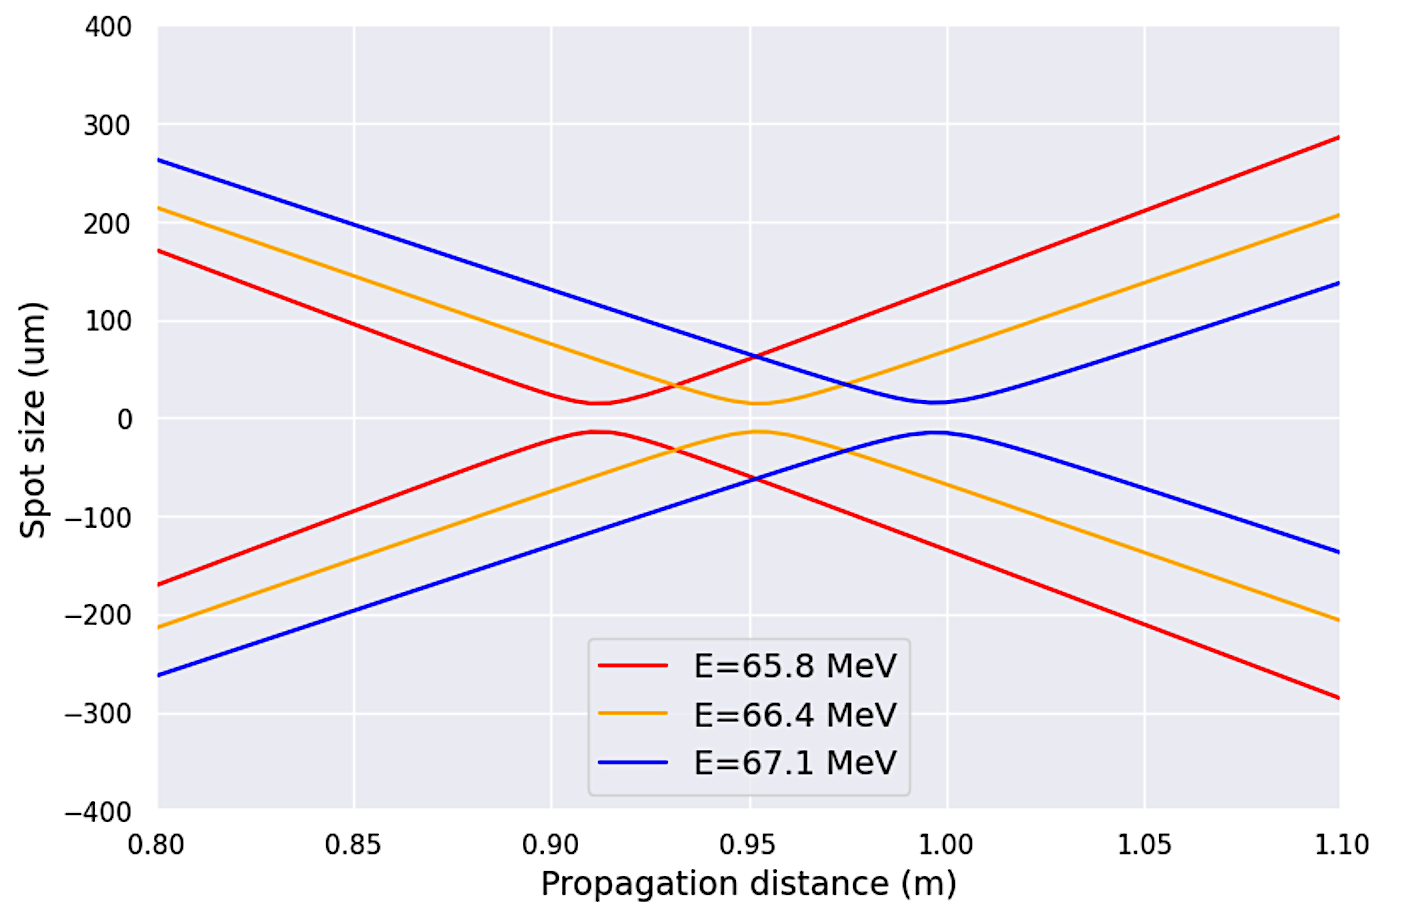 400
300
200
100
0
−100
−200
−300
−400
Spot size (um)
E=65.8 MeV
E=66.4 MeV
E=67.1 MeV
0.80 0.85 0.90 0.95 1.00 1.05 1.10
Propagation distance (m)